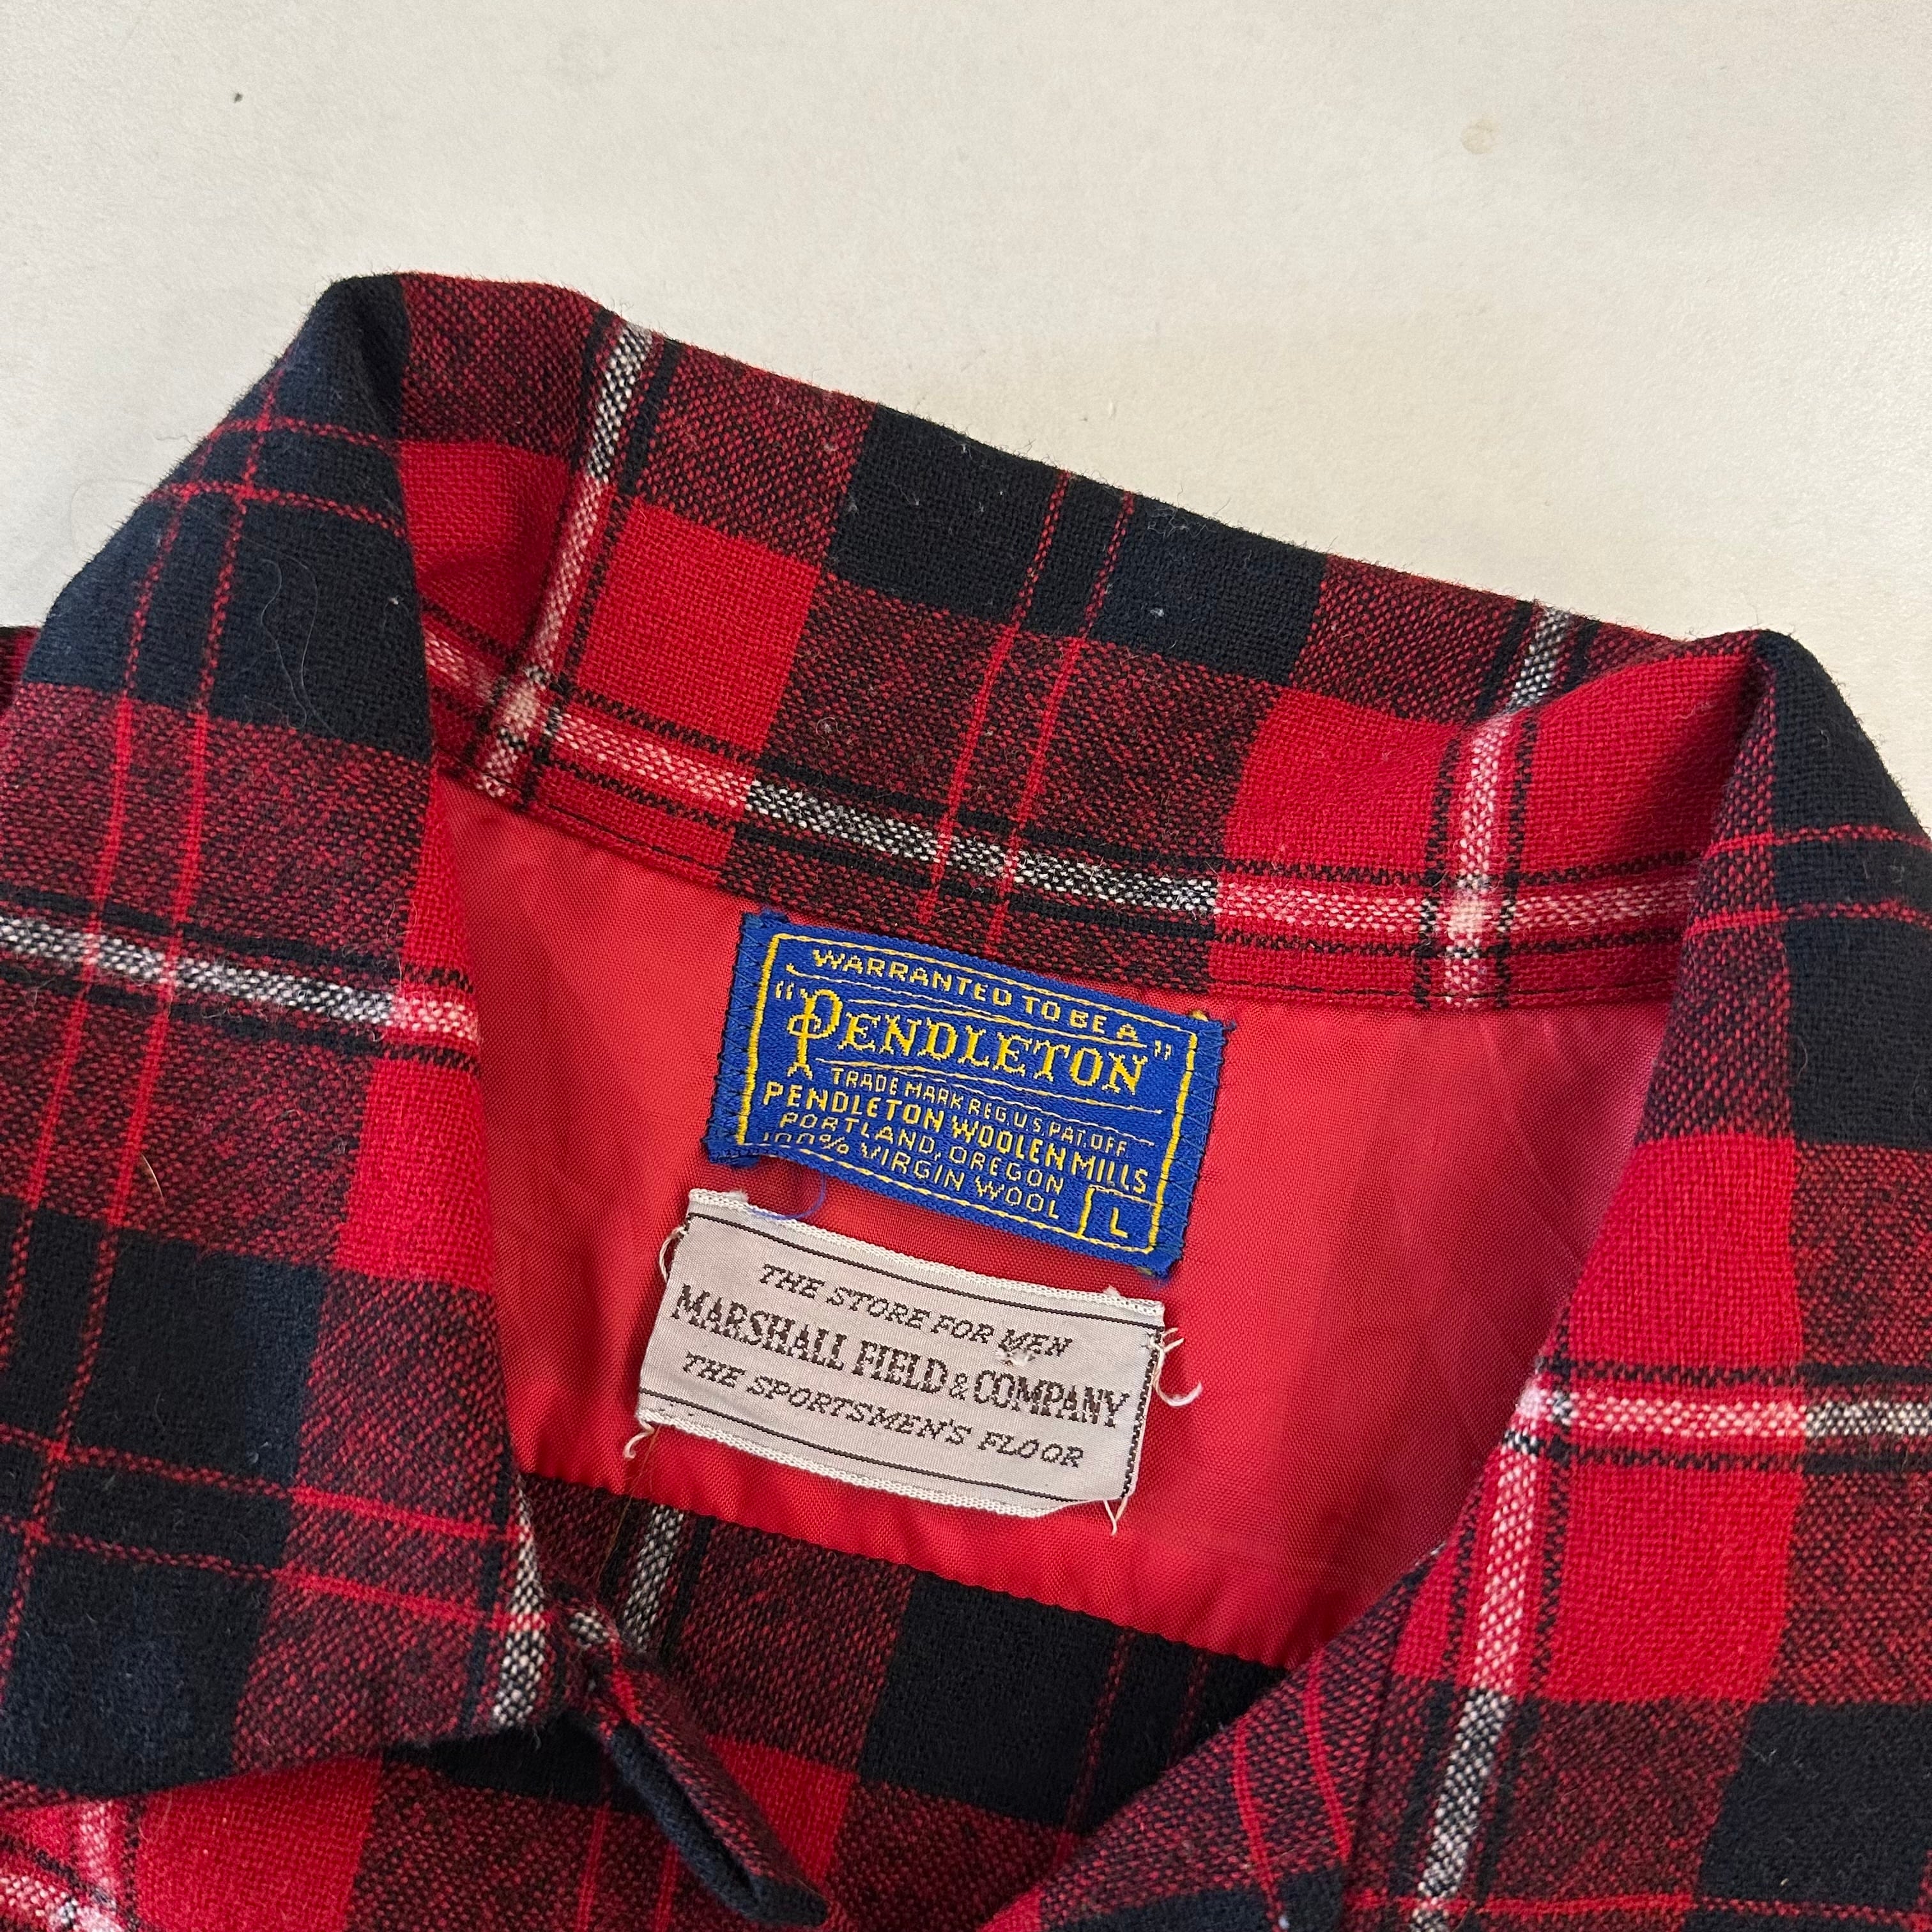 WARRANTED TO BE A
"PENDLETON"
TRADE MARK REG. U.S. PAT. OFF.
PENDLETON WOOLEN MILLS
PORTLAND, OREGON
100% VIRGIN WOOL
L
THE STORE FOR MEN
MARSHALL FIELD & COMPANY
THE SPORTSMEN'S FLOOR